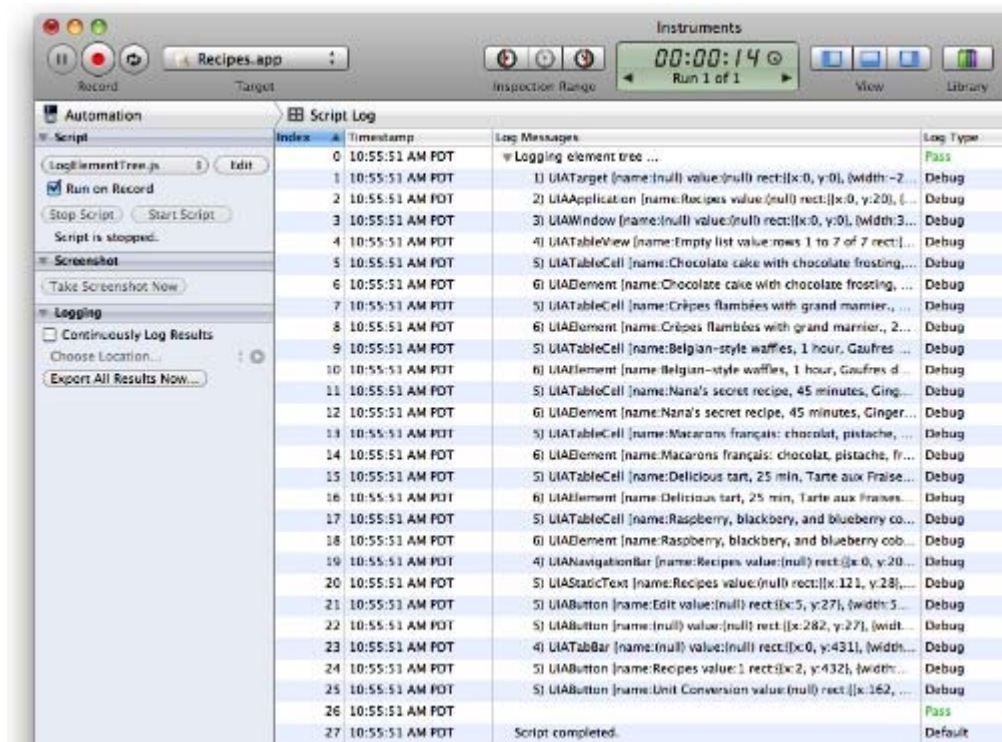 Instruments
Recipes.app
00:00:14
Run 1 of 1
Record
Target
Inspection Range
View
Library
Automation
Script Log
Script
Index Timestamp Log Messages Log Type
LogElementTree.js Edit
Run on Record
Stop Script Start Script
Script is stopped.
Screenshot
Take Screenshot Now
Logging
Continuously Log Results
Choose Location...
Export All Results Now...
0 10:55:51 AM PDT Logging element tree ... Pass
1 10:55:51 AM PDT 1) UIATarget [name:(null) value:(null) rect:{{x:0, y:0}, {width:-2... Debug
2 10:55:51 AM PDT 2) UIAApplication [name:Recipes value:(null) rect:{{x:0, y:20}, {... Debug
3 10:55:51 AM PDT 3) UIAWindow [name:(null) value:(null) rect:{{x:0, y:0}, {width:3... Debug
4 10:55:51 AM PDT 4) UIATableView [name:Empty list value:rows 1 to 7 of 7 rect:{... Debug
5 10:55:51 AM PDT 5) UIATableCell [name:Chocolate cake with chocolate frosting,... Debug
6 10:55:51 AM PDT 6) UIAElement [name:Chocolate cake with chocolate frosting, ... Debug
7 10:55:51 AM PDT 5) UIATableCell [name:Crêpes flambées with grand marnier., ... Debug
8 10:55:51 AM PDT 6) UIAElement [name:Crêpes flambées with grand marnier., 2... Debug
9 10:55:51 AM PDT 5) UIATableCell [name:Belgian-style waffles, 1 hour, Gaufres ... Debug
10 10:55:51 AM PDT 6) UIAElement [name:Belgian-style waffles, 1 hour, Gaufres d... Debug
11 10:55:51 AM PDT 5) UIATableCell [name:Nana's secret recipe, 45 minutes, Ging... Debug
12 10:55:51 AM PDT 6) UIAElement [name:Nana's secret recipe, 45 minutes, Ginger... Debug
13 10:55:51 AM PDT 5) UIATableCell [name:Macarons français: chocolat, pistache, ... Debug
14 10:55:51 AM PDT 6) UIAElement [name:Macarons français: chocolat, pistache, fr... Debug
15 10:55:51 AM PDT 5) UIATableCell [name:Delicious tart, 25 min, Tarte aux Fraise... Debug
16 10:55:51 AM PDT 6) UIAElement [name:Delicious tart, 25 min, Tarte aux Fraises... Debug
17 10:55:51 AM PDT 5) UIATableCell [name:Raspberry, blackbery, and blueberry co... Debug
18 10:55:51 AM PDT 6) UIAElement [name:Raspberry, blackbery, and blueberry cob... Debug
19 10:55:51 AM PDT 4) UIANavigationBar [name:Recipes value:(null) rect:{{x:0, y:20... Debug
20 10:55:51 AM PDT 5) UIAStaticText [name:Recipes value:(null) rect:{{x:121, y:28},... Debug
21 10:55:51 AM PDT 5) UIAButton [name:Edit value:(null) rect:{{x:5, y:27}, {width:5... Debug
22 10:55:51 AM PDT 5) UIAButton [name:(null) value:(null) rect:{{x:282, y:27}, {widt... Debug
23 10:55:51 AM PDT 4) UIATabBar [name:(null) value:(null) rect:{{x:0, y:431}, {width... Debug
24 10:55:51 AM PDT 5) UIAButton [name:Recipes value:1 rect:{{x:2, y:432}, {width:... Debug
25 10:55:51 AM PDT 5) UIAButton [name:Unit Conversion value:(null) rect:{{x:162, ... Debug
26 10:55:51 AM PDT Pass
27 10:55:51 AM PDT Script completed. Default